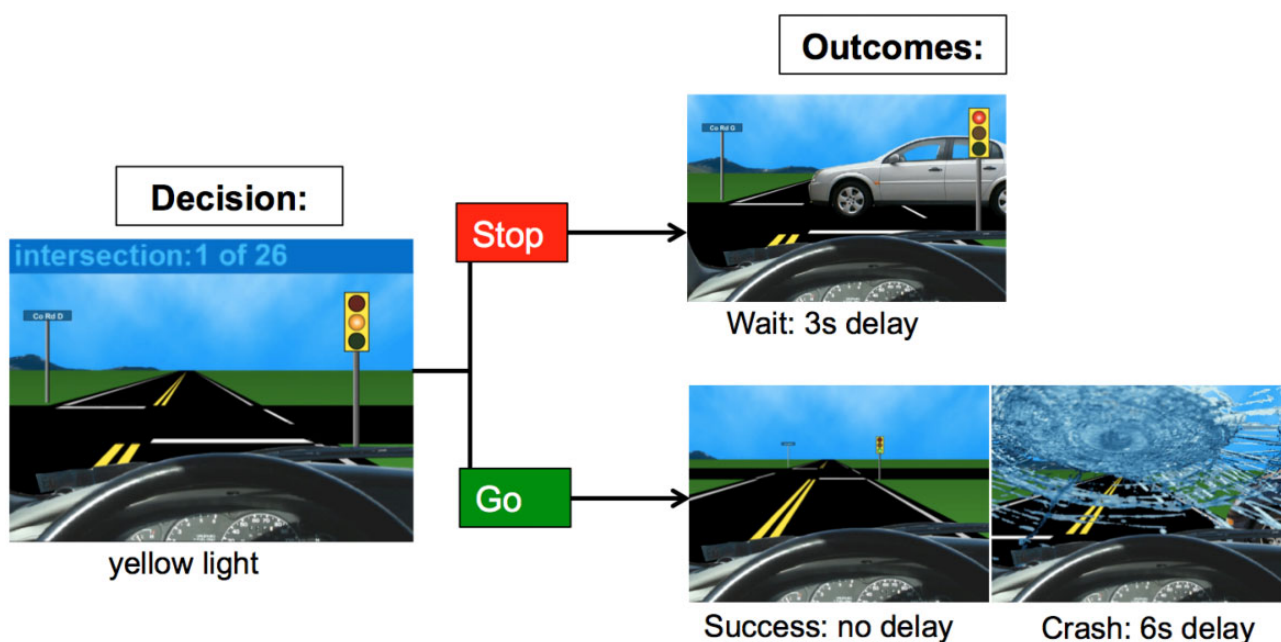 Outcomes:
Co Rd G
Decision:
intersection:1 of 26
Stop
Co Rd D
Wait: 3s delay
Go
yellow light
Success: no delay
Crash: 6s delay